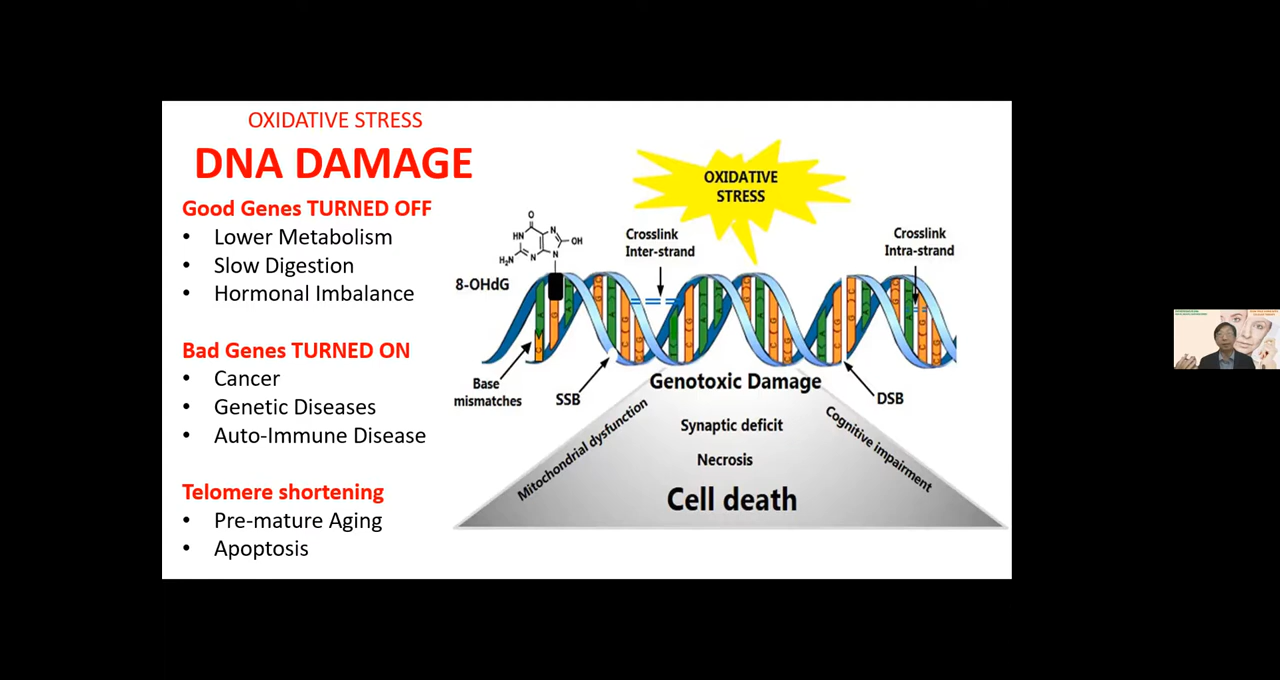 OXIDATIVE STRESS
DNA DAMAGE
Good Genes TURNED OFF
• Lower Metabolism
• Slow Digestion
• Hormonal Imbalance
Bad Genes TURNED ON
• Cancer
• Genetic Diseases
• Auto-Immune Disease
Telomere shortening
• Pre-mature Aging
• Apoptosis
OXIDATIVE
STRESS
O
HN
N
OH
H₂N
N
N
8-OHdG
Crosslink
Inter-strand
Crosslink
Intra-strand
Base
mismatches
SSB
DSB
Genotoxic Damage
Mitochondrial dysfunction
Synaptic deficit
Cognitive impairment
Necrosis
Cell death